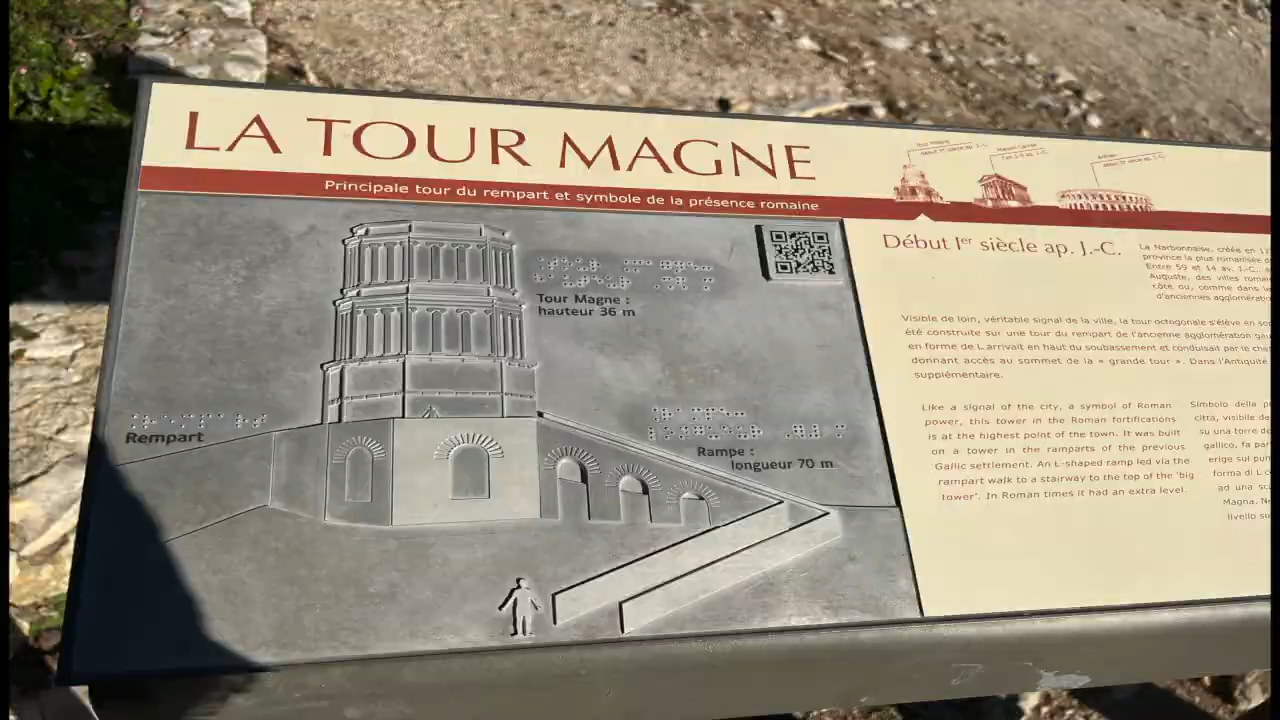 LA TOUR MAGNE
Principale tour du rempart et symbole de la présence romaine
Tour Magne :
hauteur 36 m
Rempart
Rampe :
longueur 70 m
Début Ier siècle ap. J.-C.
La Narbonnaise, créée en
province la plus romanisée
Entre 59 et 14 av. J.-C.,
Auguste, des villes
côte ou, comme dans
d'anciennes
Visible de loin, véritable signal de la ville, la tour octogonale s'élève en
été construite sur une tour du rempart de l'ancienne agglomération
en forme de L arrivait en haut du soubassement et conduisait par le
donnant accès au sommet de la « grande tour ». Dans l'Antiquité
supplémentaire.
Like a signal of the city, a symbol of Roman
power, this tower in the Roman fortifications
is at the highest point of the town. It was built
on a tower in the ramparts of the previous
Gallic settlement. An L-shaped ramp led via the
rampart walk to a stairway to the top of the 'big
tower'. In Roman times it had an extra level.
Simbolo della
città, visibile
su una torre
gallico, fa
erige sul
forma di L
ad una
Magna.
livello